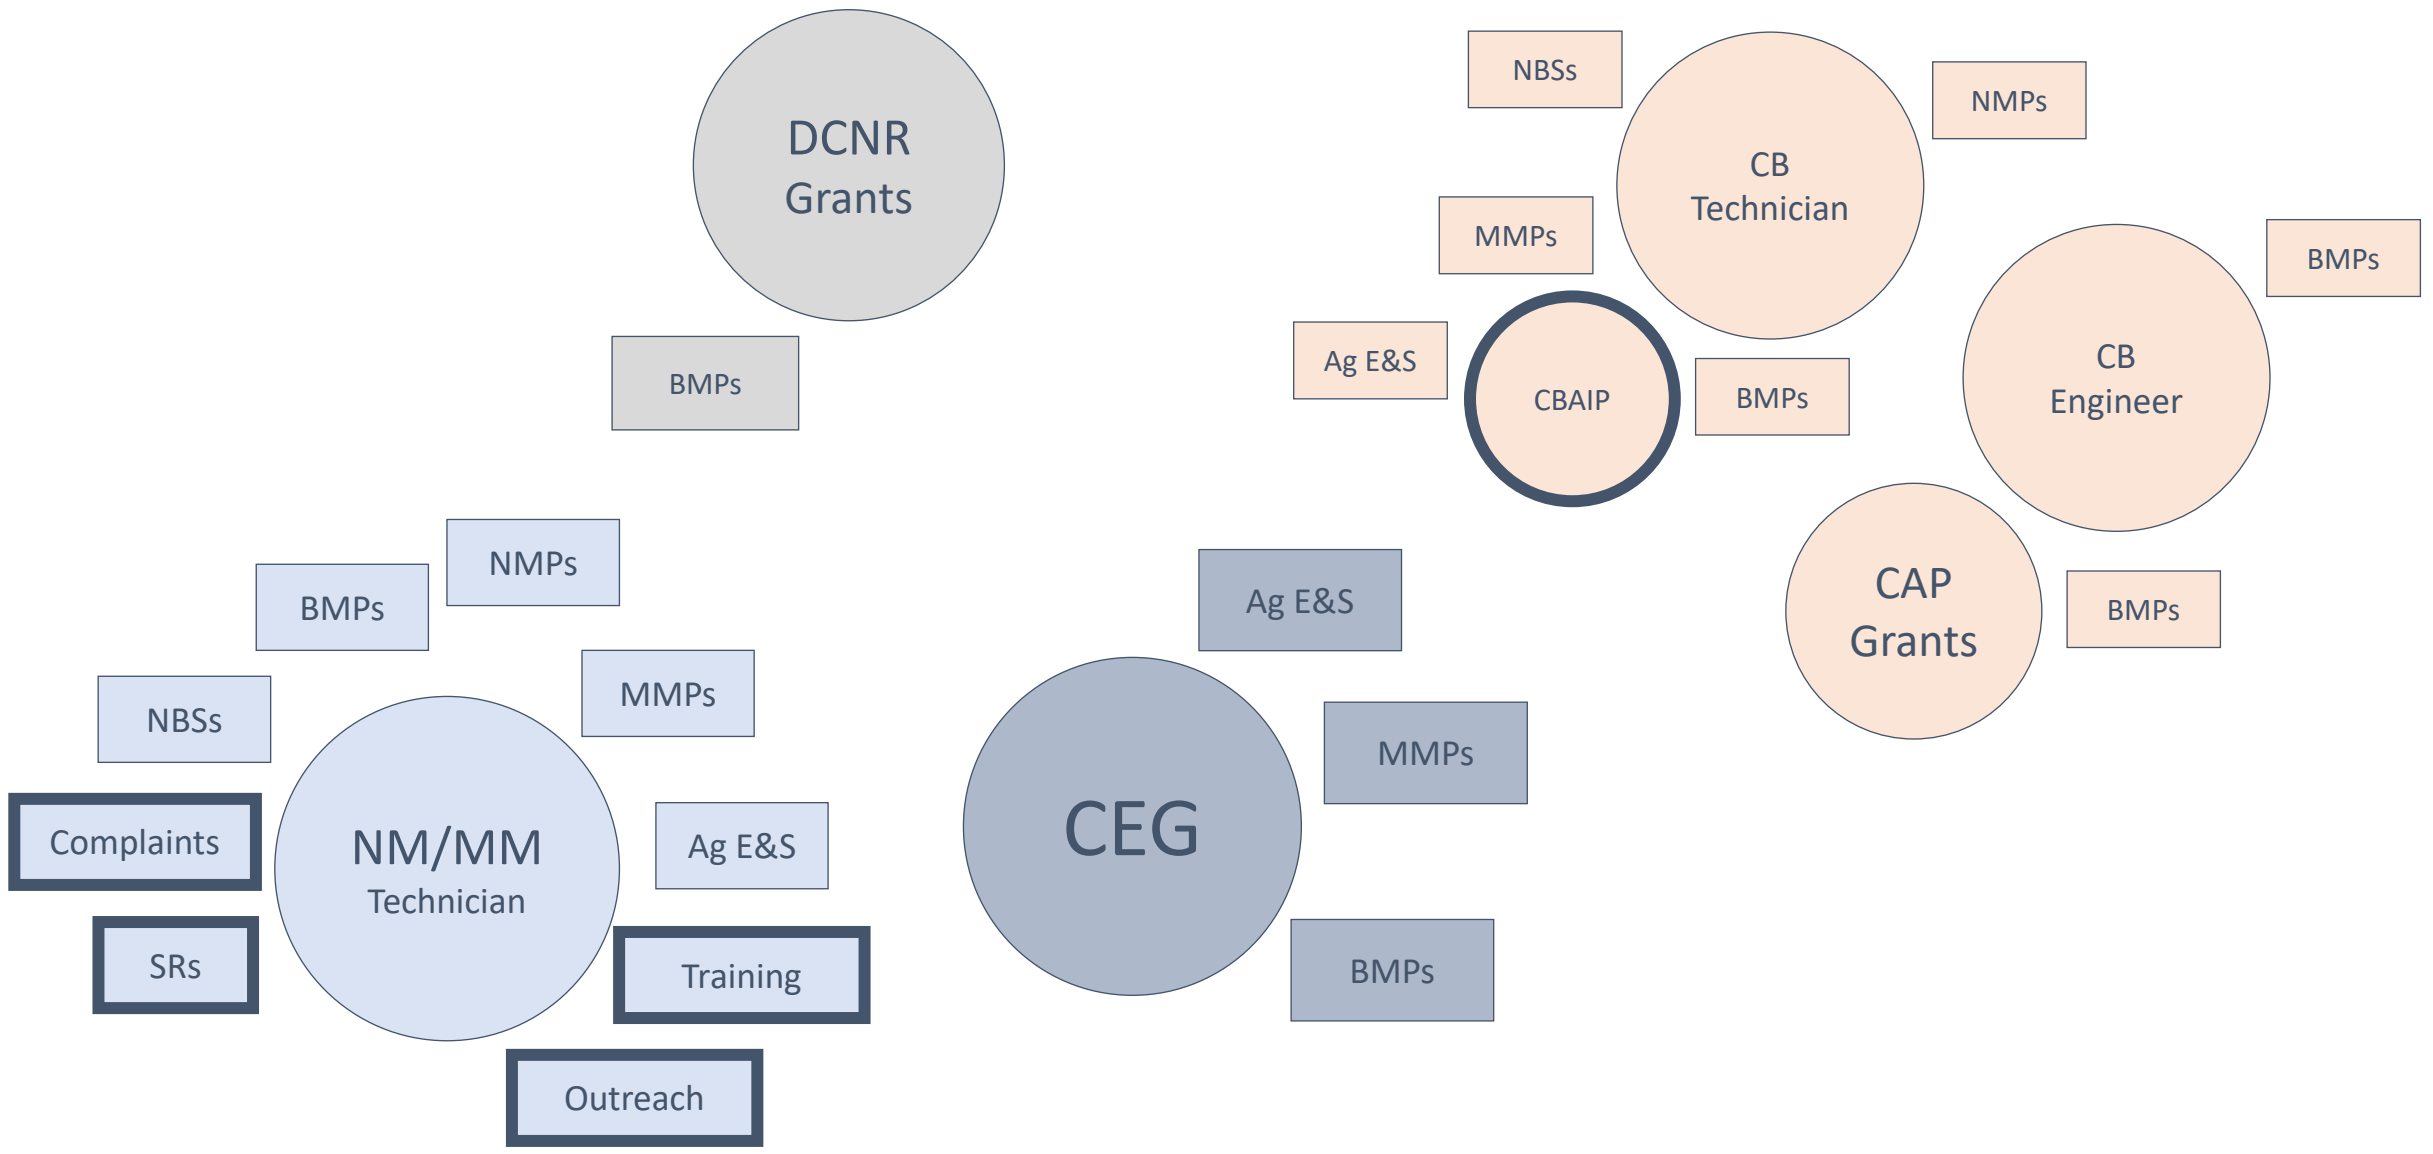 DCNR
Grants
BMPs
NBSs
NMPs
CB
Technician
MMPs
Ag E&S
CBAIP
BMPs
CB
Engineer
BMPs
CAP
Grants
BMPs
NMPs
BMPs
MMPs
NBSs
Complaints
NM/MM
Technician
Ag E&S
SRs
Training
Outreach
Ag E&S
MMPs
CEG
BMPs